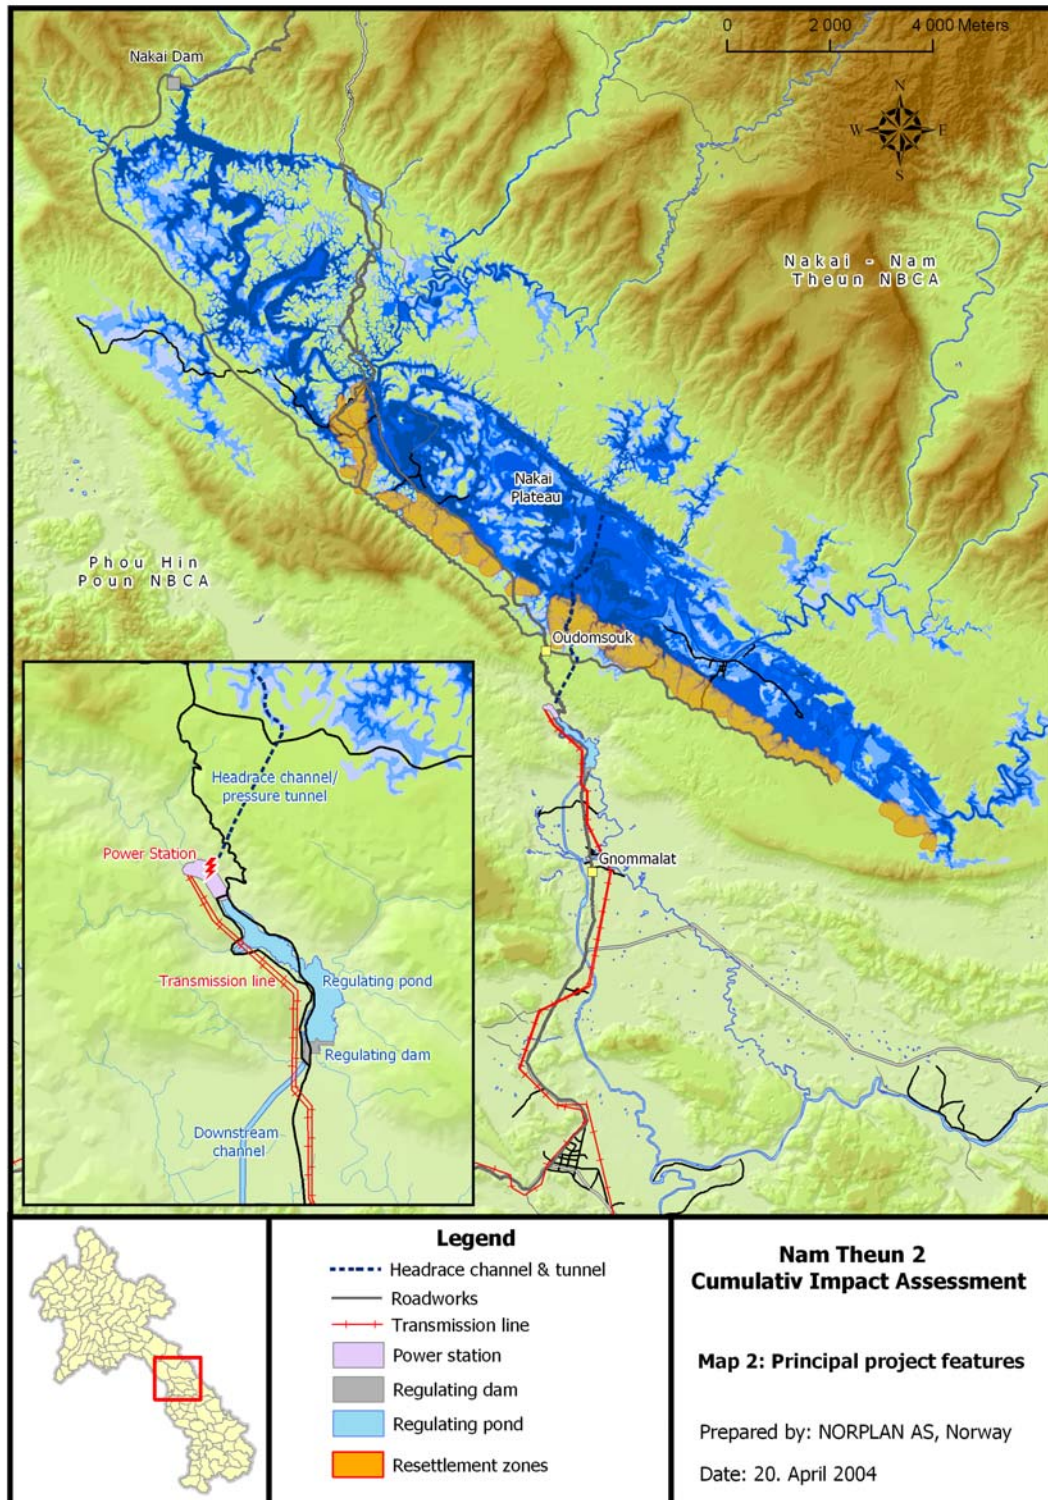 0 2 000 4 000 Meters
Nakai Dam
N
W E
S
Nakai - Nam
Theun NBCA
Nakai
Plateau
Phou Hin
Poun NBCA
Oudomsouk
Gnommalat
Headrace channel/
pressure tunnel
Power Station
Transmission line
Regulating pond
Regulating dam
Downstream
channel
Legend
Headrace channel & tunnel
Roadworks
Transmission line
Power station
Regulating dam
Regulating pond
Resettlement zones
Nam Theun 2
Cumulativ Impact Assessment
Map 2: Principal project features
Prepared by: NORPLAN AS, Norway
Date: 20. April 2004